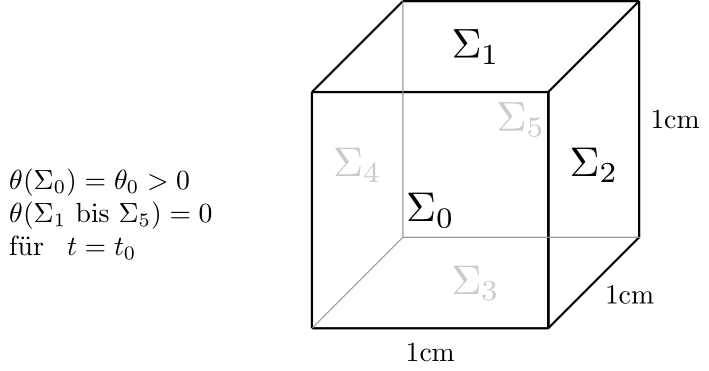 Σ₁
Σ₅
1cm
Σ₄
Σ₂
θ(Σ₀) = θ₀ > 0
Σ₀
θ(Σ₁ bis Σ₅) = 0
für t = t₀
Σ₃
1cm
1cm